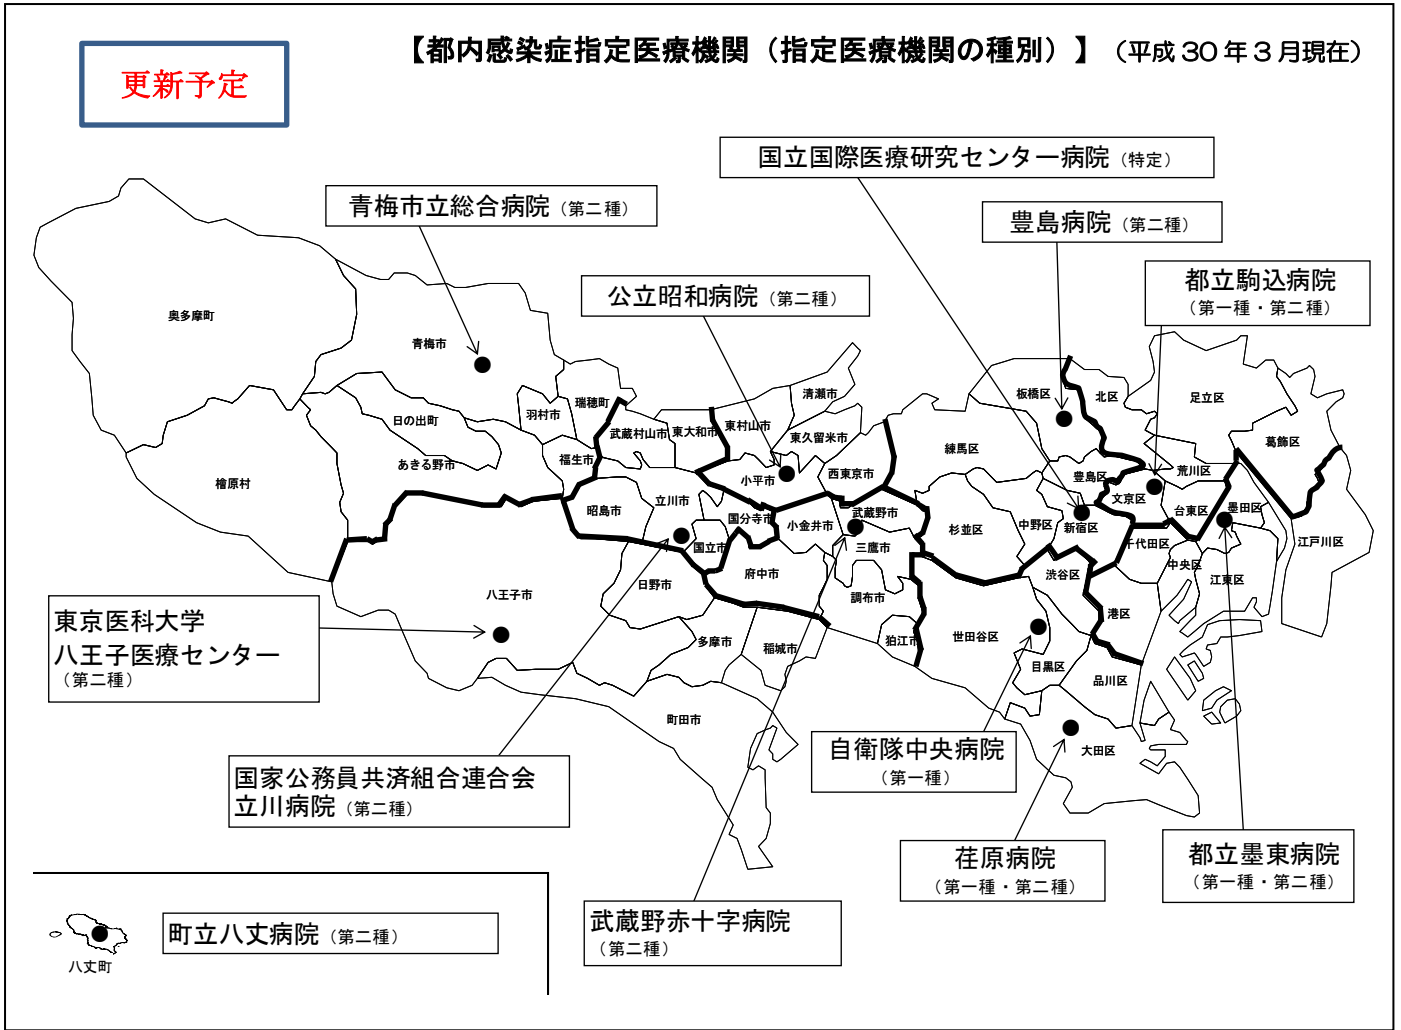 【都内感染症指定医療機関（指定医療機関の種別）】（平成30年3月現在）
更新予定
国立国際医療研究センター病院（特定）
青梅市立総合病院（第二種）
豊島病院（第二種）
公立昭和病院（第二種）
都立駒込病院
（第一種・第二種）
奥多摩町
青梅市
清瀬市
板橋区
北区
足立区
羽村市
瑞穂町
日の出町
武蔵村山市
東大和市
東村山市
東久留米市
練馬区
葛飾区
あきる野市
福生市
檜原村
小平市
西東京市
豊島区
荒川区
文京区
昭島市
立川市
国分寺市
小金井市
武蔵野市
杉並区
中野区
新宿区
台東区
墨田区
江戸川区
国立市
三鷹市
千代田区
中央区
江東区
日野市
府中市
渋谷区
八王子市
調布市
港区
東京医科大学
八王子医療センター
（第二種）
多摩市
稲城市
狛江市
世田谷区
目黒区
品川区
町田市
大田区
自衛隊中央病院
（第一種）
国家公務員共済組合連合会
立川病院（第二種）
荏原病院
（第一種・第二種）
都立墨東病院
（第一種・第二種）
武蔵野赤十字病院
（第二種）
町立八丈病院（第二種）
八丈町